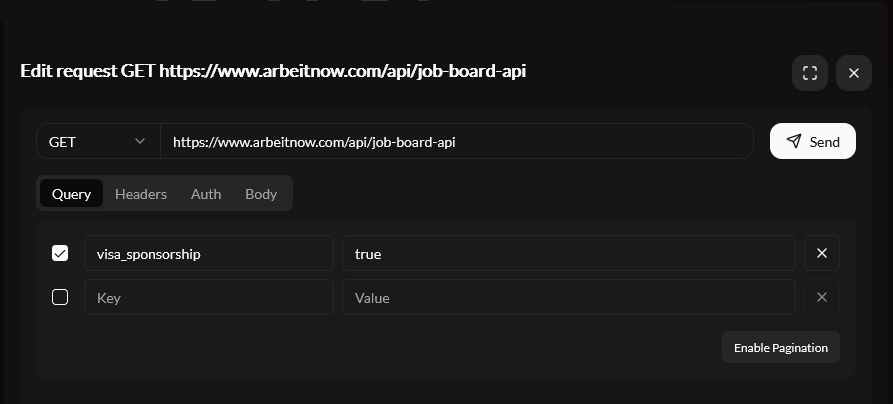 Edit request GET https://www.arbeitnow.com/api/job-board-api
GET https://www.arbeitnow.com/api/job-board-api Send
Query Headers Auth Body
visa_sponsorship true
Key Value
Enable Pagination